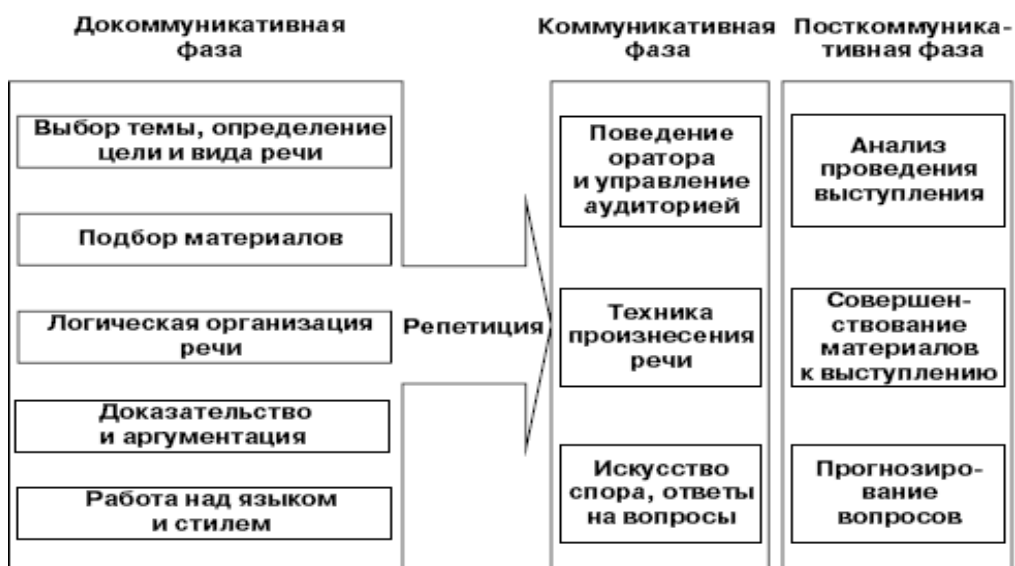 Докоммуникативная
фаза
Выбор темы, определение
цели и вида речи
Подбор материалов
Логическая организация
речи
Доказательство
и аргументация
Работа над языком
и стилем
Репетиция
Коммуникативная
фаза
Поведение
оратора
и управление
аудиторией
Техника
произнесения
речи
Искусство
спора, ответы
на вопросы
Посткоммуника-
тивная фаза
Анализ
проведения
выступления
Совершен-
ствование
материалов
к выступлению
Прогнозиро-
вание
вопросов